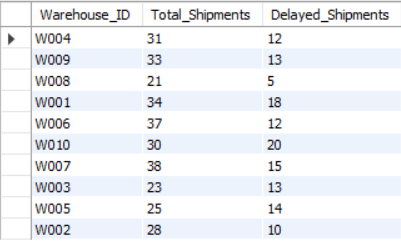 Warehouse_ID Total_Shipments Delayed_Shipments
W004 31 12
W009 33 13
W008 21 5
W001 34 18
W006 37 12
W010 30 20
W007 38 15
W003 23 13
W005 25 14
W002 28 10